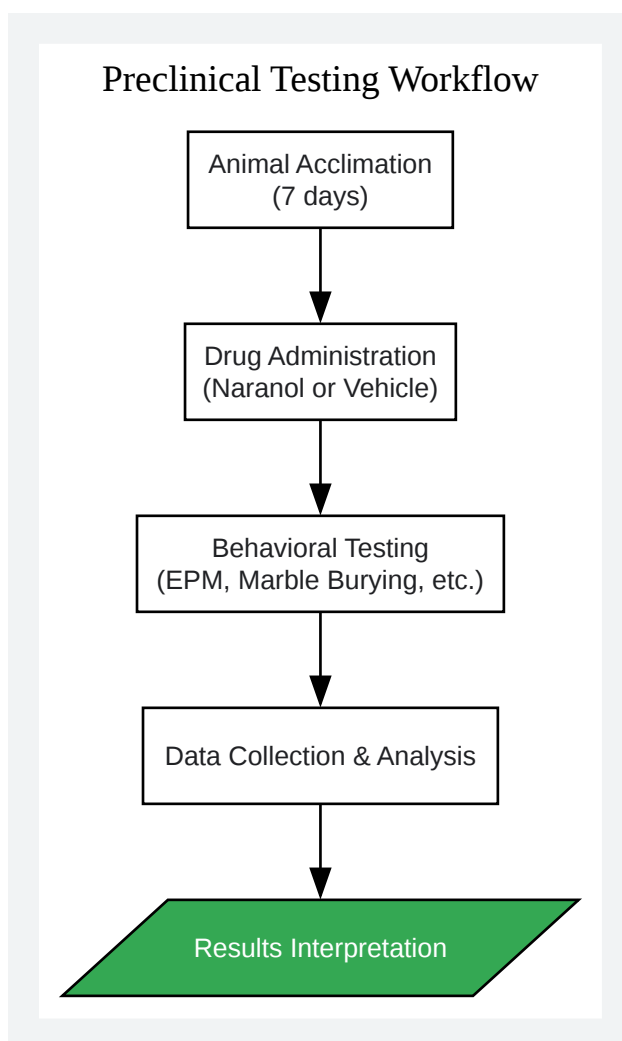 Preclinical Testing Workflow
Animal Acclimation
(7 days)
Drug Administration
(Naranol or Vehicle)
Behavioral Testing
(EPM, Marble Burying, etc.)
Data Collection & Analysis
Results Interpretation